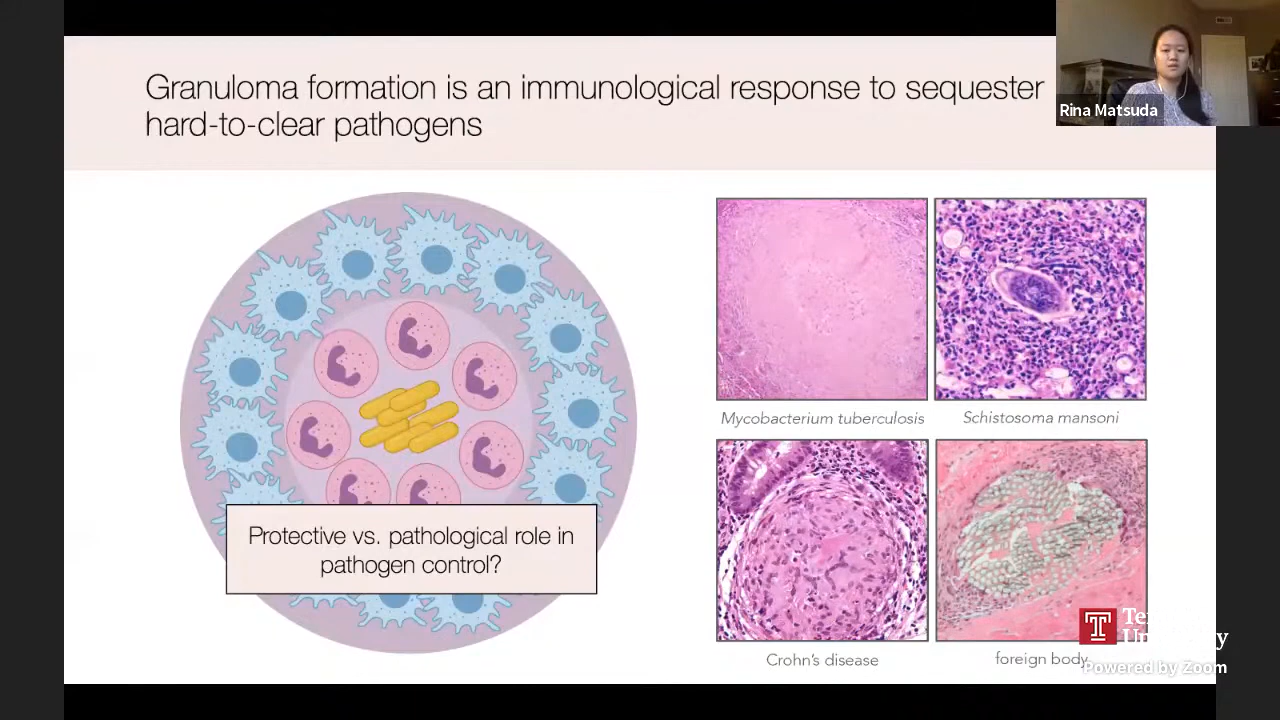 Granuloma formation is an immunological response to sequester
hard-to-clear pathogens
Rina Matsuda
Protective vs. pathological role in
pathogen control?
Mycobacterium tuberculosis
Schistosoma mansoni
Crohn's disease
foreign body
Powered by Zoom